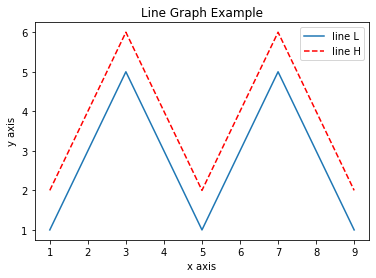 Line Graph Example
line L
line H
y axis
6
5
4
3
2
1
1 2 3 4 5 6 7 8 9
x axis